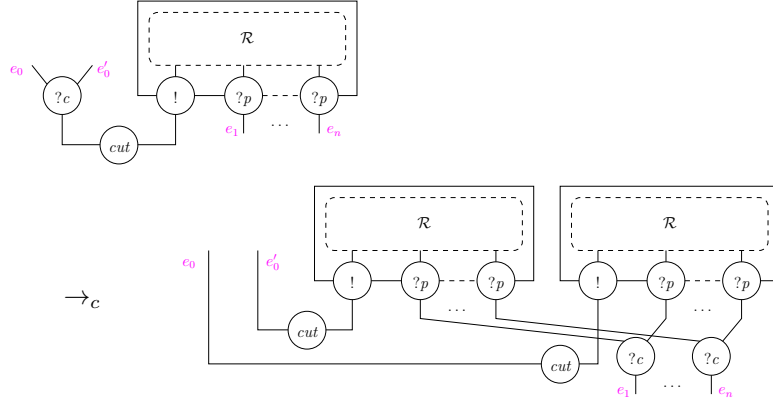 ℛ
e₀ e′₀
?c ! ?p ?p
e₁ … eₙ
cut
ℛ ℛ
e₀ e′₀
! ?p ?p ! ?p ?p
→c … …
cut
?c ?c
cut
e₁ … eₙ